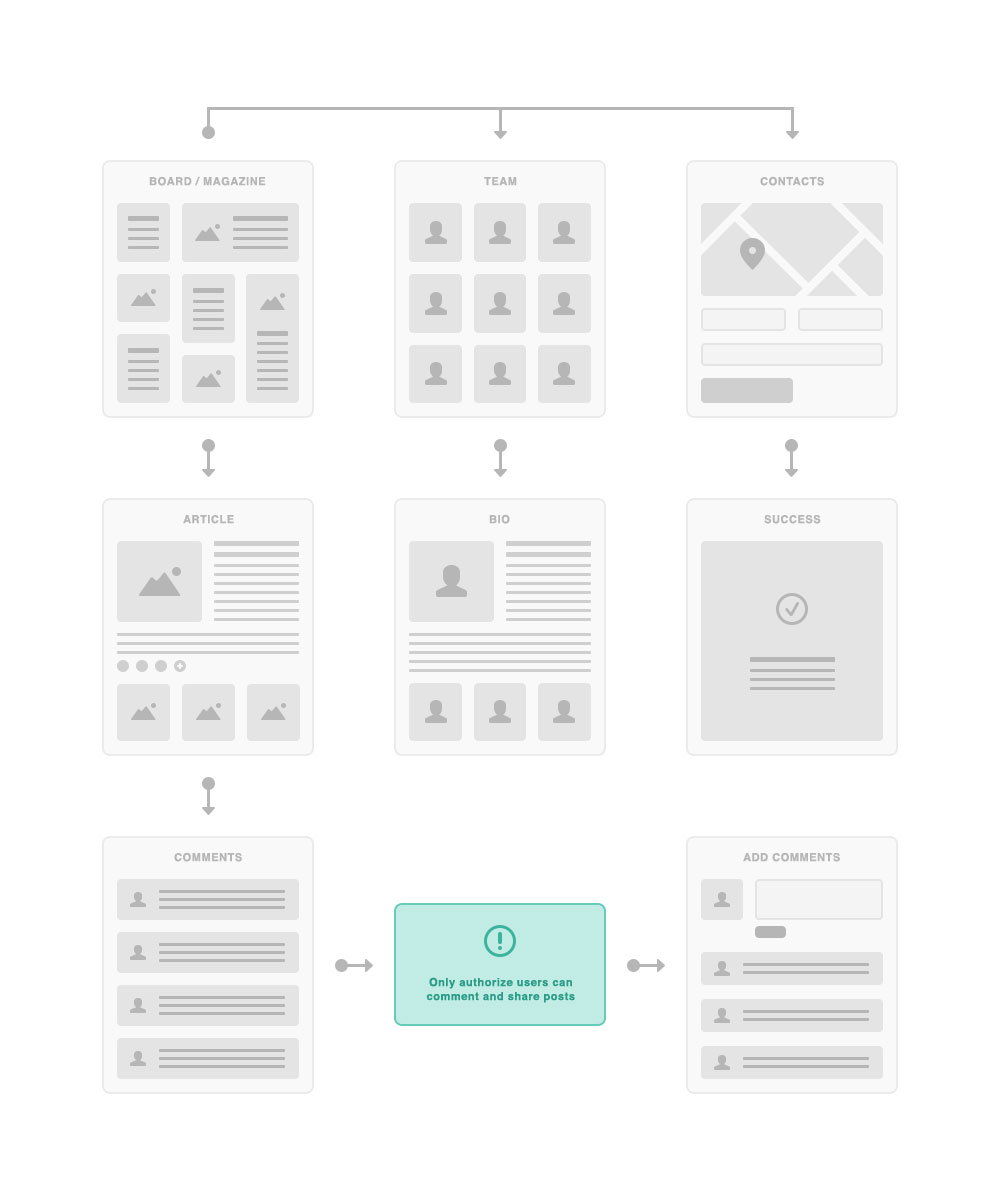 BOARD / MAGAZINE
TEAM
CONTACTS
ARTICLE
BIO
SUCCESS
COMMENTS
ADD COMMENTS
Only authorize users can
comment and share posts